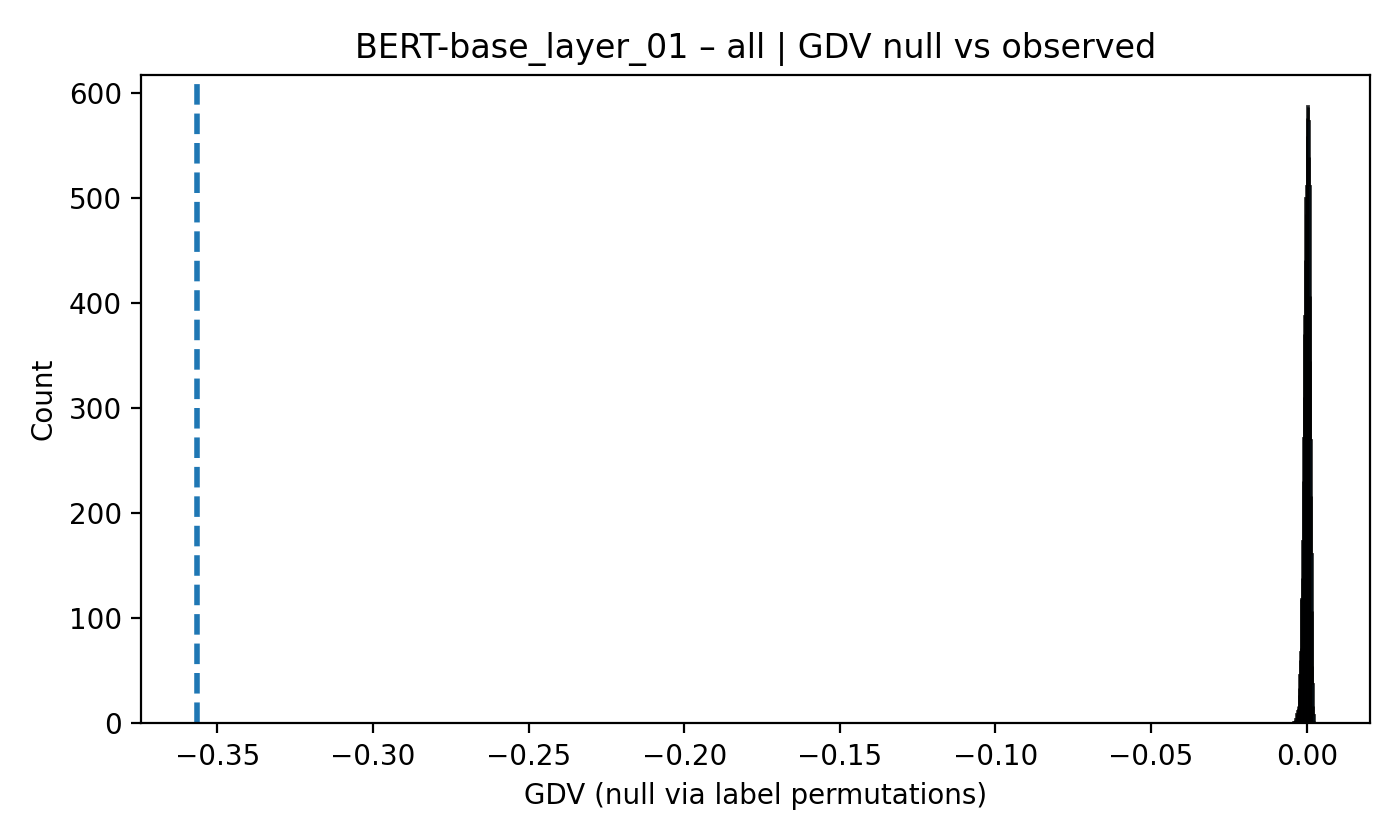 BERT-base_layer_01 – all | GDV null vs observed
600
500
400
300
200
100
0
Count
−0.35 −0.30 −0.25 −0.20 −0.15 −0.10 −0.05 0.00
GDV (null via label permutations)